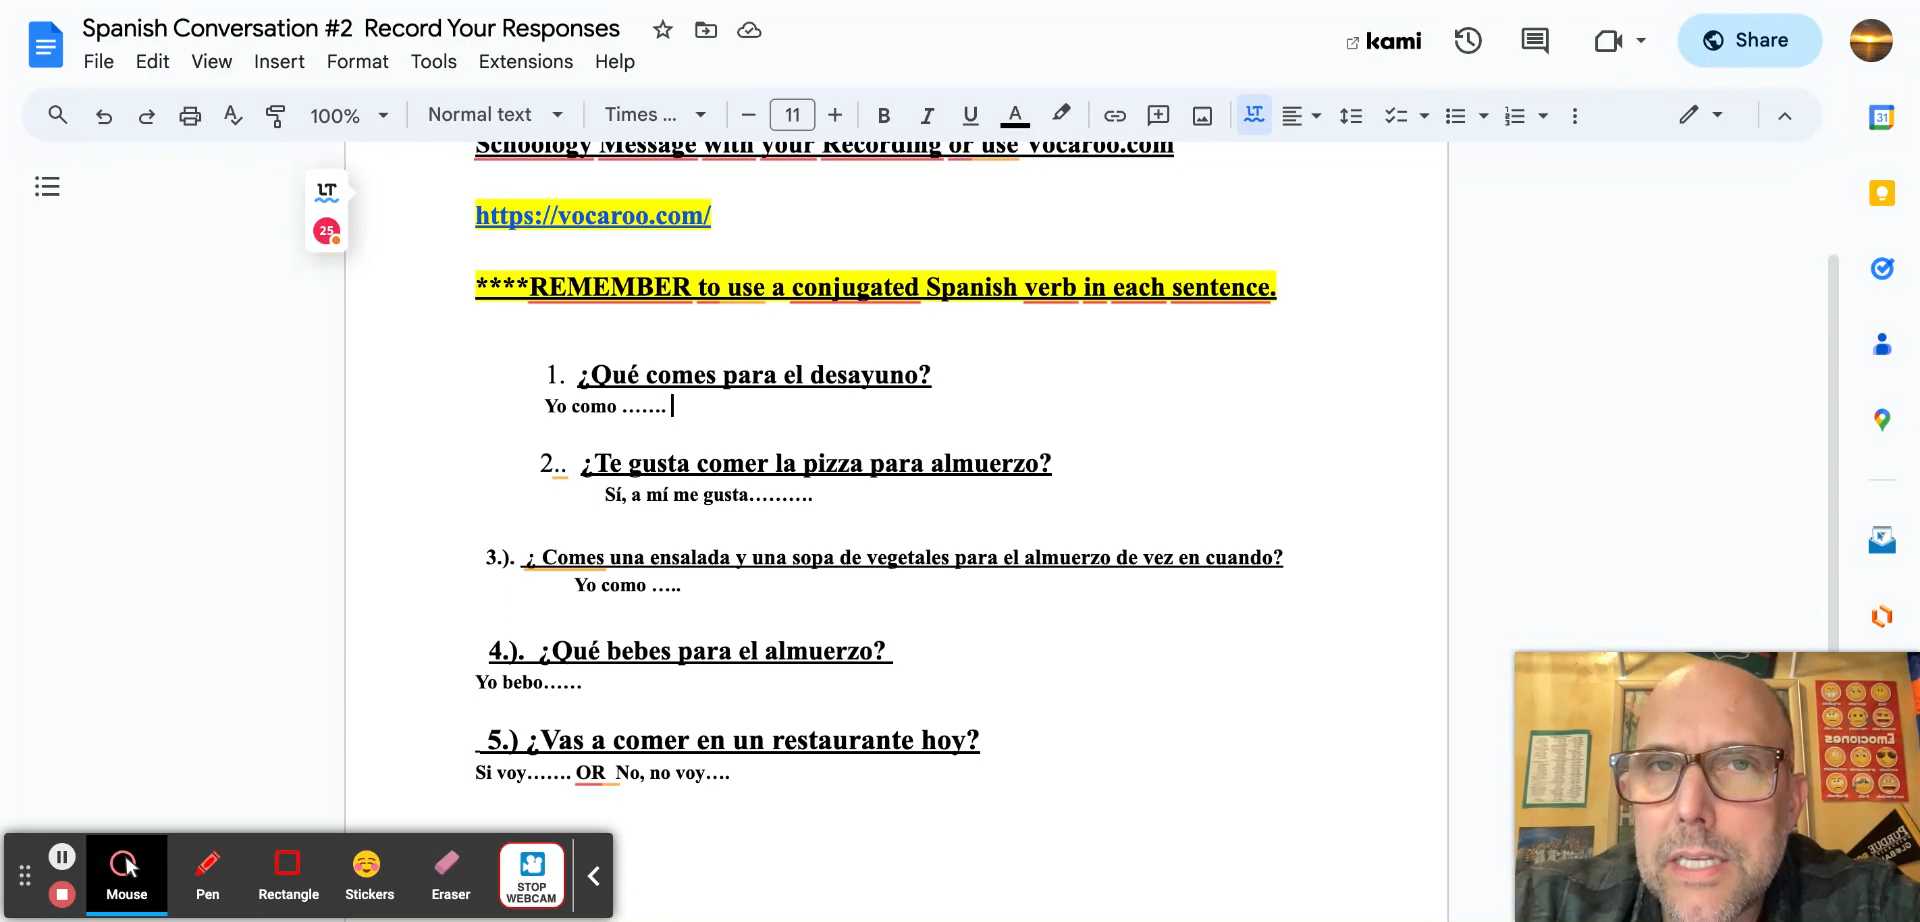 Spanish Conversation #2 Record Your Responses
File Edit View Insert Format Tools Extensions Help
kami
Share
100% Normal text Times ... 11
Schoology Message with your Recording or use Vocaroo.com
https://vocaroo.com/
25
****REMEMBER to use a conjugated Spanish verb in each sentence.
1. ¿Qué comes para el desayuno?
Yo como …….
2.. ¿Te gusta comer la pizza para almuerzo?
Sí, a mí me gusta……….
3.). ¿ Comes una ensalada y una sopa de vegetales para el almuerzo de vez en cuando?
Yo como …..
4.). ¿Qué bebes para el almuerzo?
Yo bebo……
5.) ¿Vas a comer en un restaurante hoy?
Si voy……. OR No, no voy….
Mouse Pen Rectangle Stickers Eraser STOP WEBCAM
31
Emociones
PURDUE
GLOBAL